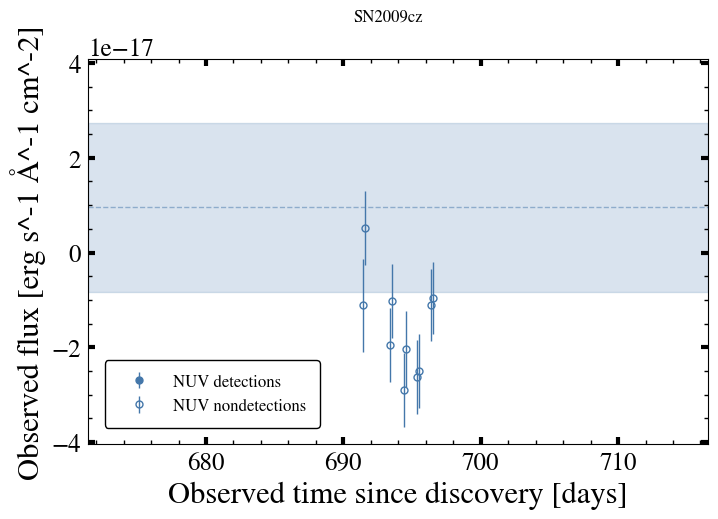 SN2009cz
1e−17
4
2
0
−2
−4
680
690
700
710
Observed flux [erg s^-1 Å^-1 cm^-2]
NUV detections
NUV nondetections
Observed time since discovery [days]